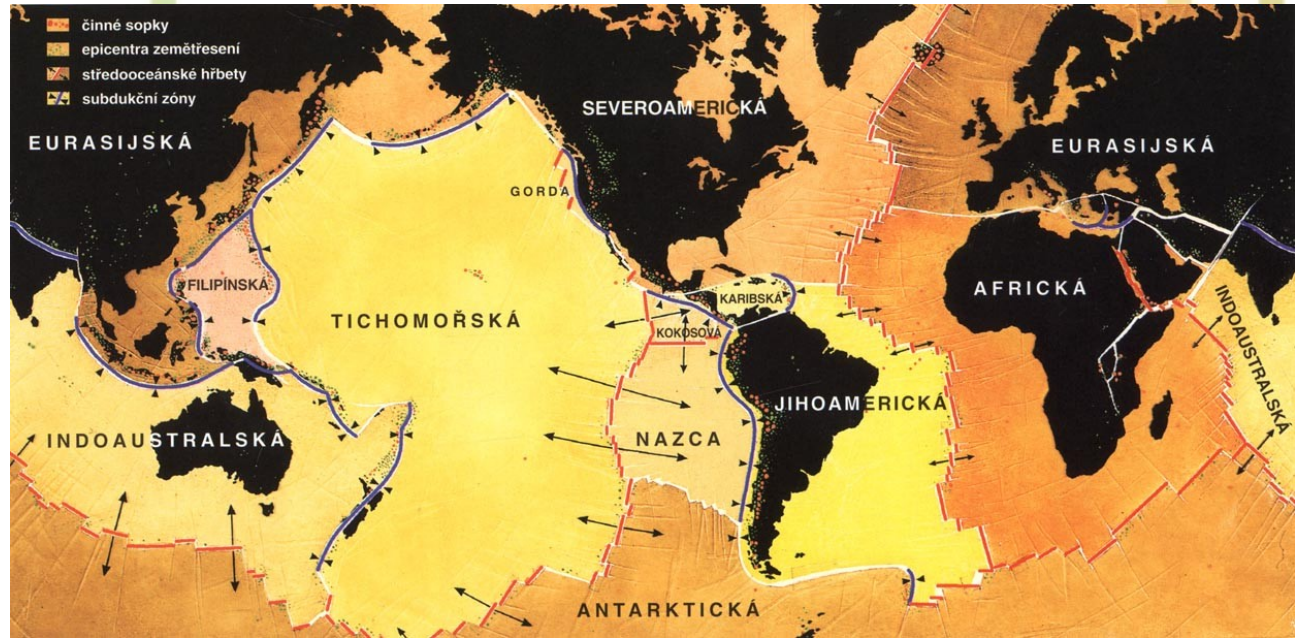 činné sopky
epicentra zemětřesení
středooceánské hřbety
subdukční zóny
SEVEROAMERICKÁ
EURASIJSKÁ
EURASIJSKÁ
GORDA
FILIPÍNSKÁ
KARIBSKÁ
AFRICKÁ
TICHOMOŘSKÁ
KOKOSOVÁ
INDOAUSTRALSKÁ
JIHOAMERICKÁ
INDOAUSTRALSKÁ
NAZCA
ANTARKTICKÁ